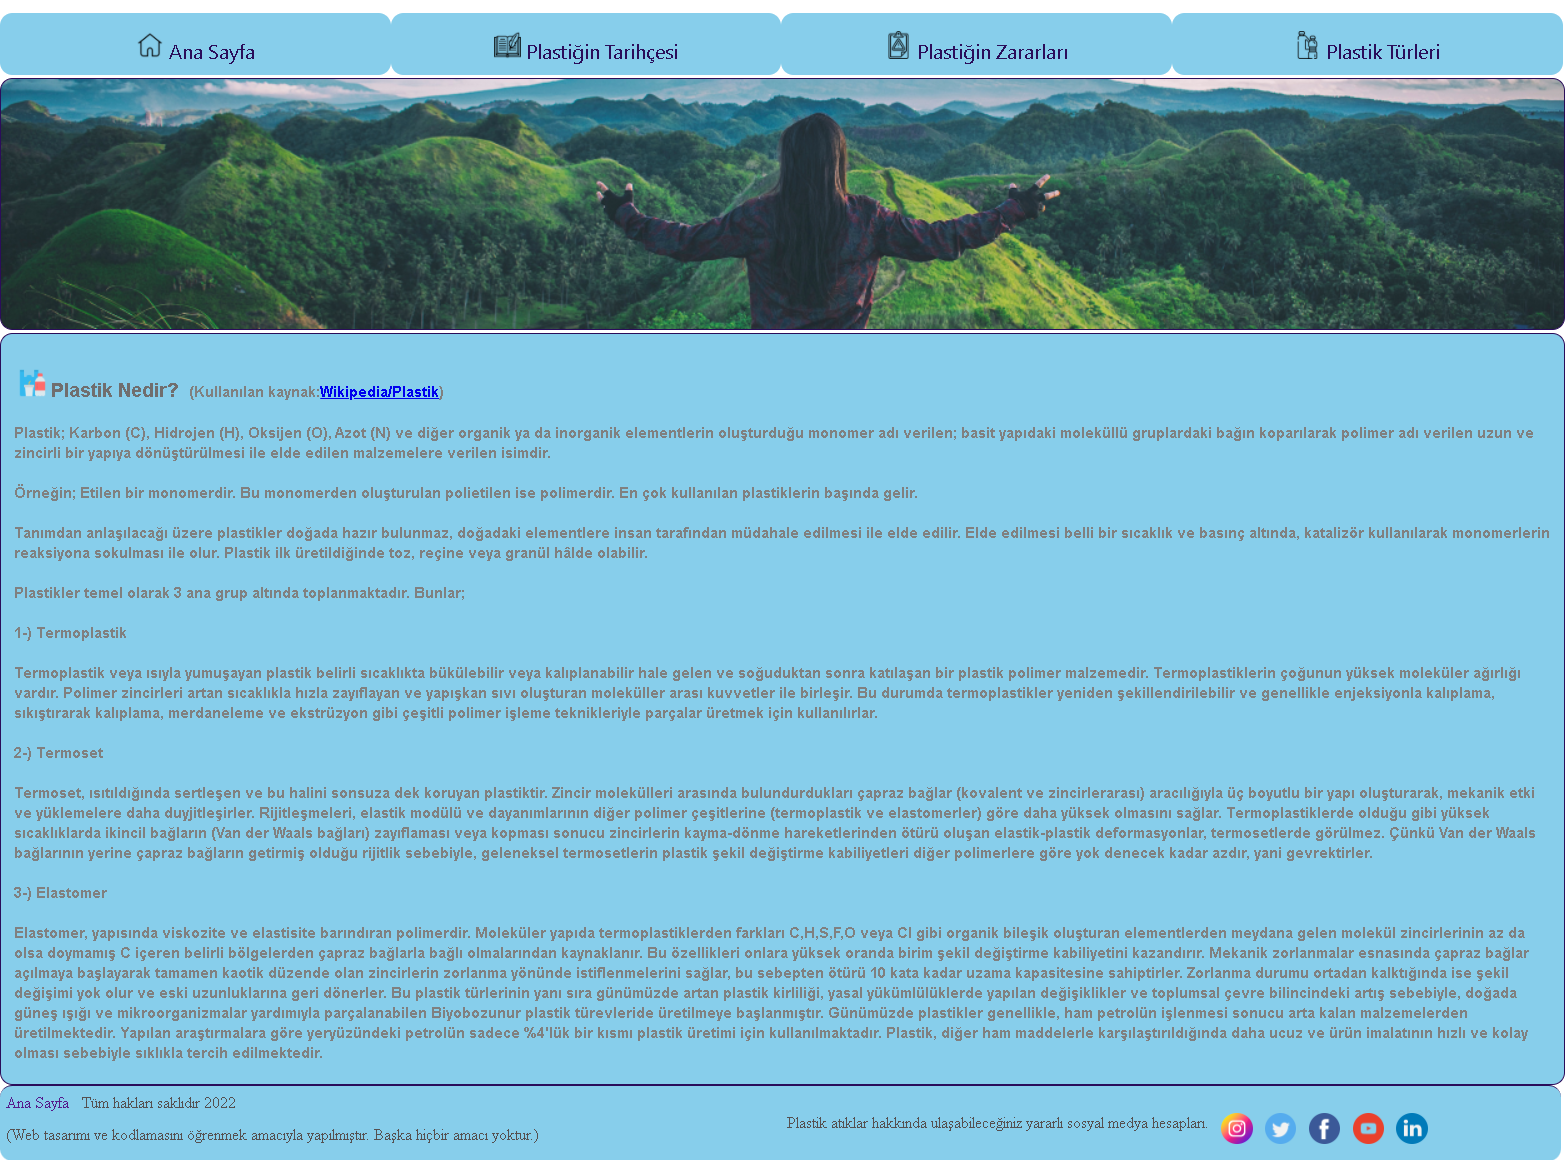 Ana Sayfa
Plastiğin Tarihçesi
Plastiğin Zararları
Plastik Türleri
Plastik Nedir? (Kullanılan kaynak:Wikipedia/Plastik)
Plastik; Karbon (C), Hidrojen (H), Oksijen (O), Azot (N) ve diğer organik ya da inorganik elementlerin oluşturduğu monomer adı verilen; basit yapıdaki moleküllü gruplardaki bağın koparılarak polimer adı verilen uzun ve
zincirli bir yapıya dönüştürülmesi ile elde edilen malzemelere verilen isimdir.
Örneğin; Etilen bir monomerdir. Bu monomerden oluşturulan polietilen ise polimerdir. En çok kullanılan plastiklerin başında gelir.
Tanımdan anlaşılacağı üzere plastikler doğada hazır bulunmaz, doğadaki elementlere insan tarafından müdahale edilmesi ile elde edilir. Elde edilmesi belli bir sıcaklık ve basınç altında, katalizör kullanılarak monomerlerin
reaksiyona sokulması ile olur. Plastik ilk üretildiğinde toz, reçine veya granül hâlde olabilir.
Plastikler temel olarak 3 ana grup altında toplanmaktadır. Bunlar;
1-) Termoplastik
Termoplastik veya ısıyla yumuşayan plastik belirli sıcaklıkta bükülebilir veya kalıplanabilir hale gelen ve soğuduktan sonra katılaşan bir plastik polimer malzemedir. Termoplastiklerin çoğunun yüksek moleküler ağırlığı
vardır. Polimer zincirleri artan sıcaklıkla hızla zayıflayan ve yapışkan sıvı oluşturan moleküller arası kuvvetler ile birleşir. Bu durumda termoplastikler yeniden şekillendirilebilir ve genellikle enjeksiyonla kalıplama,
sıkıştırarak kalıplama, merdaneleme ve ekstrüzyon gibi çeşitli polimer işleme teknikleriyle parçalar üretmek için kullanılırlar.
2-) Termoset
Termoset, ısıtıldığında sertleşen ve bu halini sonsuza dek koruyan plastiktir. Zincir molekülleri arasında bulundurdukları çapraz bağlar (kovalent ve zincirlerarası) aracılığıyla üç boyutlu bir yapı oluşturarak, mekanik etki
ve yüklemelere daha duyjitleşirler. Rijitleşmeleri, elastik modülü ve dayanımlarının diğer polimer çeşitlerine (termoplastik ve elastomerler) göre daha yüksek olmasını sağlar. Termoplastiklerde olduğu gibi yüksek
sıcaklıklarda ikincil bağların (Van der Waals bağları) zayıflaması veya kopması sonucu zincirlerin kayma-dönme hareketlerinden ötürü oluşan elastik-plastik deformasyonlar, termosetlerde görülmez. Çünkü Van der Waals
bağlarının yerine çapraz bağların getirmiş olduğu rijitlik sebebiyle, geleneksel termosetlerin plastik şekil değiştirme kabiliyetleri diğer polimerlere göre yok denecek kadar azdır, yani gevrektirler.
3-) Elastomer
Elastomer, yapısında viskozite ve elastisite barındıran polimerdir. Moleküler yapıda termoplastiklerden farkları C,H,S,F,O veya Cl gibi organik bileşik oluşturan elementlerden meydana gelen molekül zincirlerinin az da
olsa doymamış C içeren belirli bölgelerden çapraz bağlarla bağlı olmalarından kaynaklanır. Bu özellikleri onlara yüksek oranda birim şekil değiştirme kabiliyetini kazandırır. Mekanik zorlanmalar esnasında çapraz bağlar
açılmaya başlayarak tamamen kaotik düzende olan zincirlerin zorlanma yönünde istiflenmelerini sağlar, bu sebepten ötürü 10 kata kadar uzama kapasitesine sahiptirler. Zorlanma durumu ortadan kalktığında ise şekil
değişimi yok olur ve eski uzunluklarına geri dönerler. Bu plastik türlerinin yanı sıra günümüzde artan plastik kirliliği, yasal yükümlülüklerde yapılan değişiklikler ve toplumsal çevre bilincindeki artış sebebiyle, doğada
güneş ışığı ve mikroorganizmalar yardımıyla parçalanabilen Biyobozunur plastik türevleride üretilmeye başlanmıştır. Günümüzde plastikler genellikle, ham petrolün işlenmesi sonucu arta kalan malzemelerden
üretilmektedir. Yapılan araştırmalara göre yeryüzündeki petrolün sadece %4'lük bir kısmı plastik üretimi için kullanılmaktadır. Plastik, diğer ham maddelerle karşılaştırıldığında daha ucuz ve ürün imalatının hızlı ve kolay
olması sebebiyle sıklıkla tercih edilmektedir.
Ana Sayfa Tüm hakları saklıdır 2022
Plastik atıklar hakkında ulaşabileceğiniz yararlı sosyal medya hesapları.
(Web tasarımı ve kodlamasını öğrenmek amacıyla yapılmıştır. Başka hiçbir amacı yoktur.)